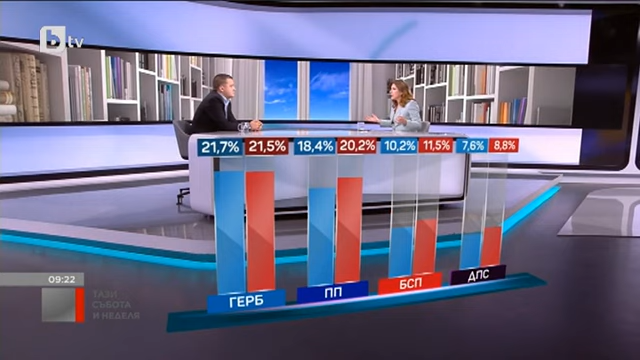 btv
21,7% 21,5% 18,4% 20,2% 10,2% 11,5% 7,6% 8,8%
ГЕРБ ПП БСП ДПС
09:22
ТАЗИ
СЪБОТА
И НЕДЕЛЯ